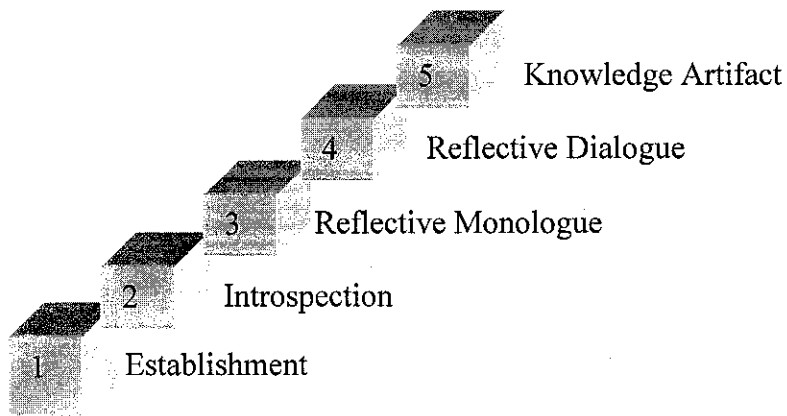 5 Knowledge Artifact
4 Reflective Dialogue
3 Reflective Monologue
2 Introspection
1 Establishment